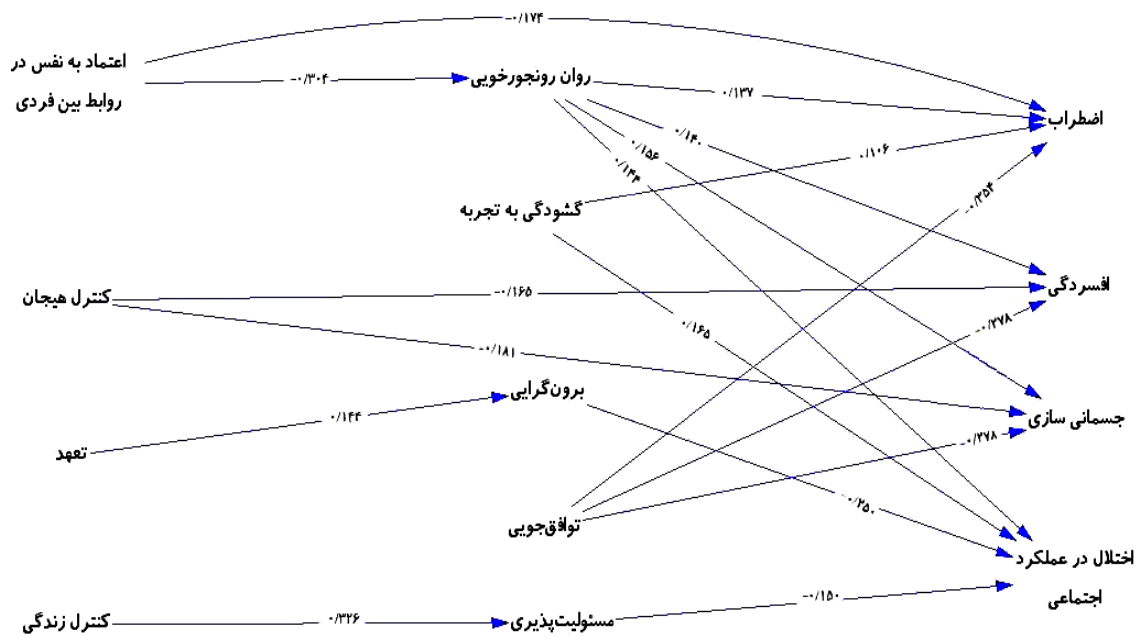 -۰/۱۷۴
اعتماد به نفس در
روابط بین فردی
-۰/۳۰۴
روان رونجورخویی
۰/۱۳۷
اضطراب
۰/۱۴۰
۰/۱۵۶
۰/۱۴۴
۰/۱۰۶
-۰/۳۵۴
گشودگی به تجربه
کنترل هیجان
-۰/۱۶۵
افسردگی
-۰/۲۷۸
۰/۱۶۵
-۰/۱۸۱
برون‌گرایی
۰/۱۴۴
تعهد
جسمانی سازی
-۰/۲۷۸
-۰/۲۵۰
توافق‌جویی
اختلال در عملکرد
اجتماعی
-۰/۱۵۰
کنترل زندگی
۰/۳۲۶
مسئولیت‌پذیری